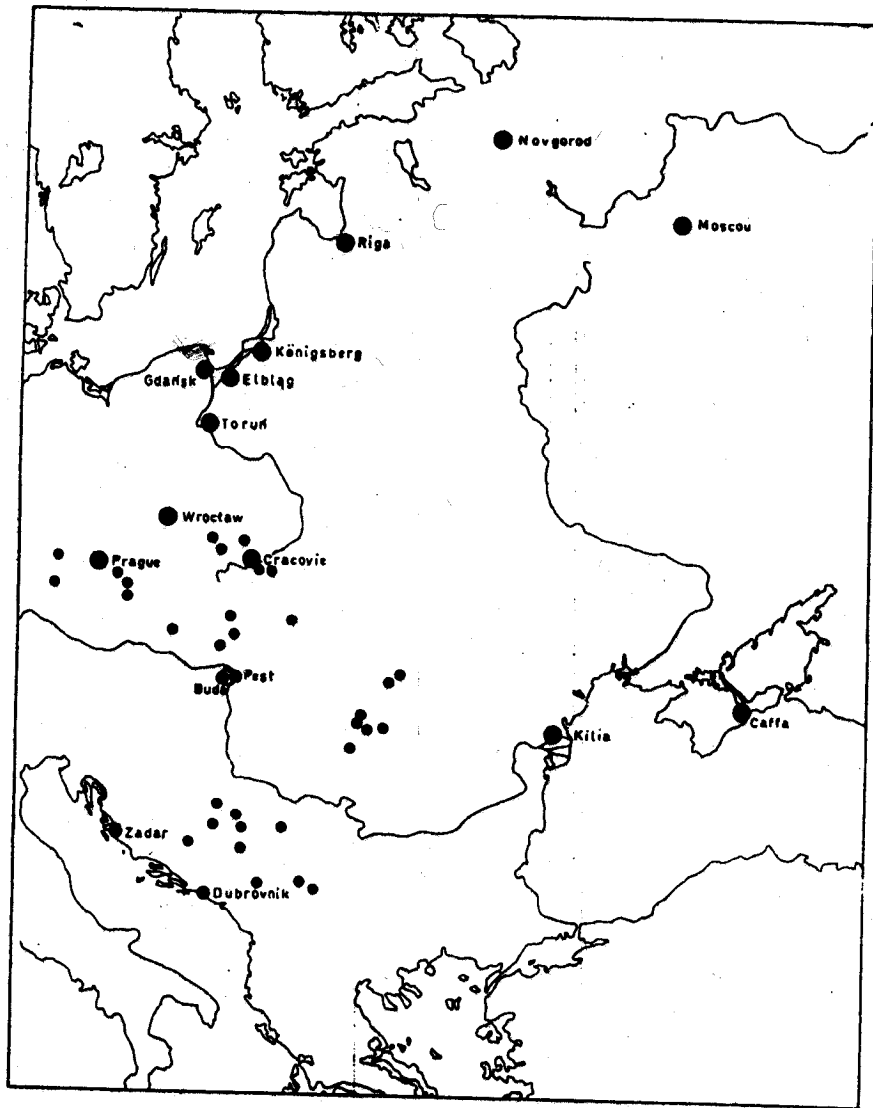 Novgorod
Moscou
Riga
Königsberg
Gdańsk
Elbląg
Toruń
Wrocław
Prague
Cracovie
Pest
Buda
Caffa
Kilia
Zadar
Dubrovnik